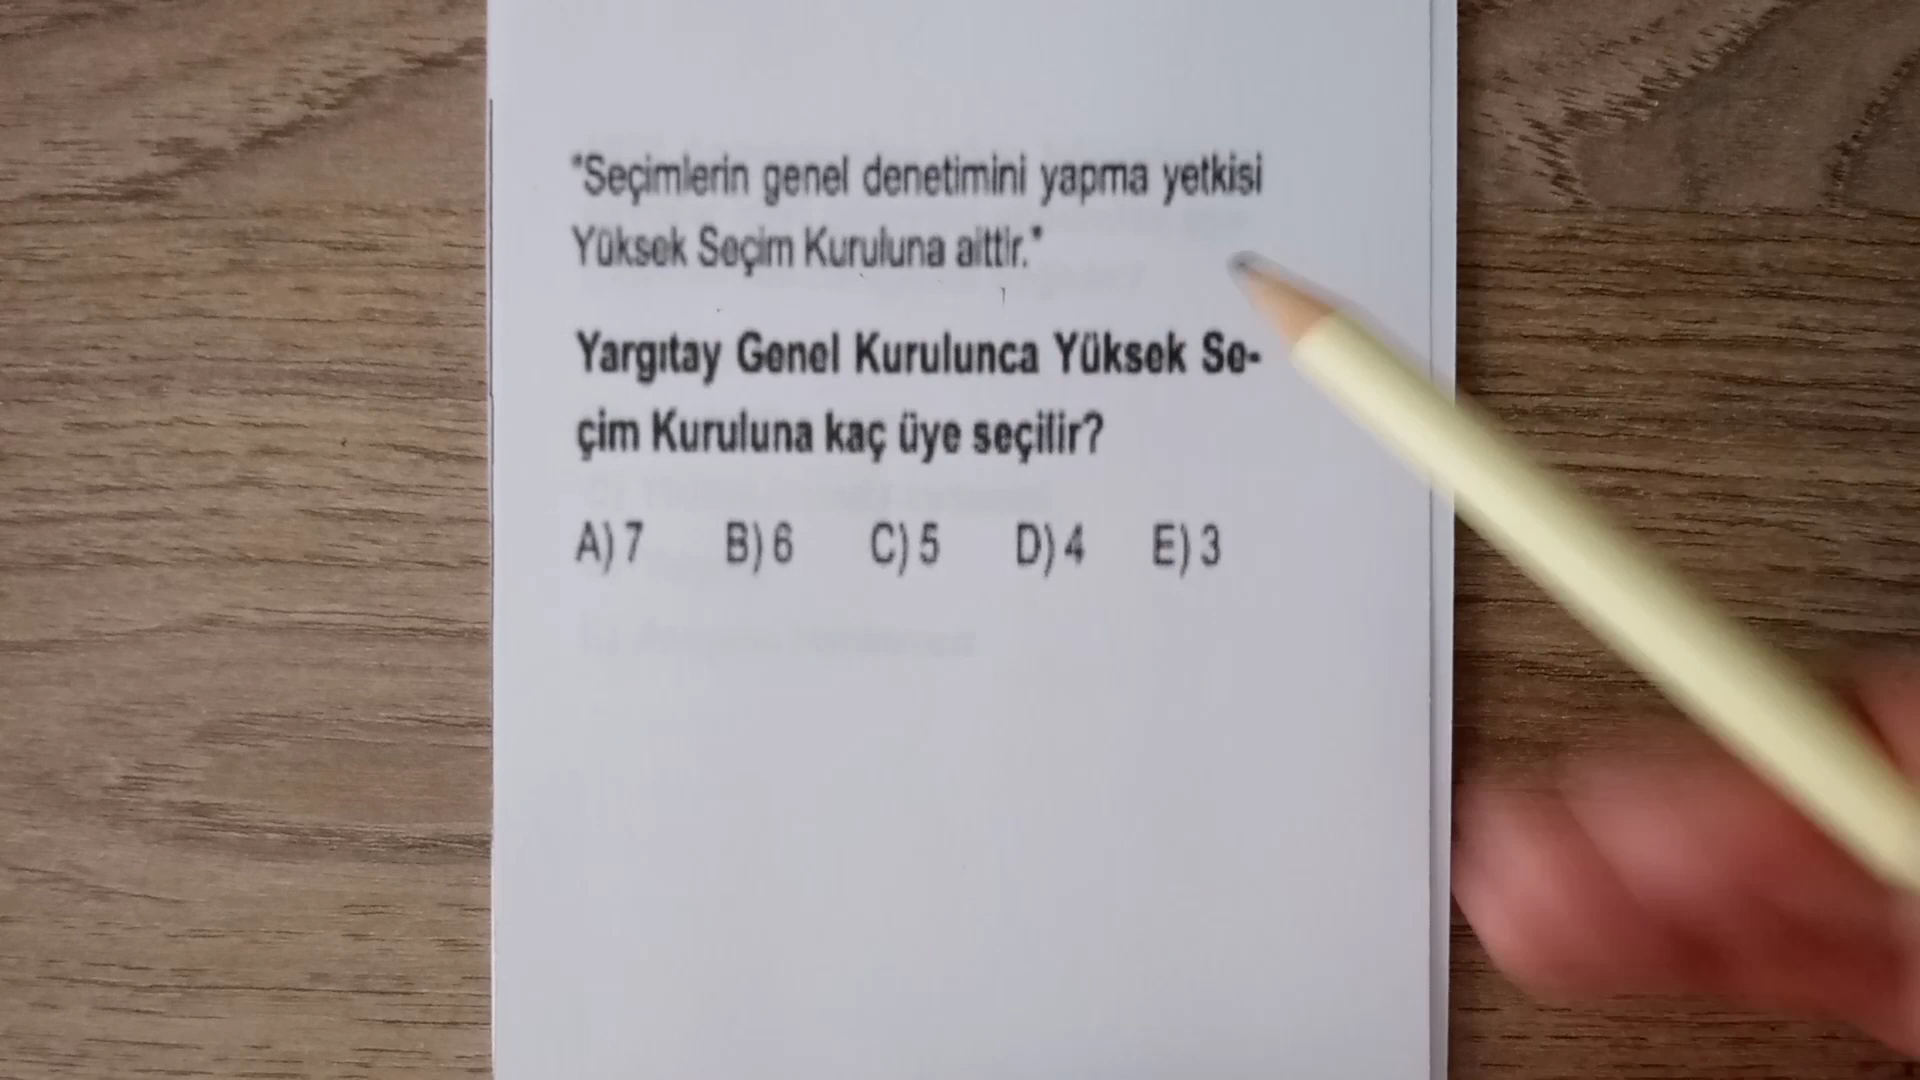 "Seçimlerin genel denetimini yapma yetkisi
Yüksek Seçim Kuruluna aittir."
Yargıtay Genel Kurulunca Yüksek Se-
çim Kuruluna kaç üye seçilir?
A) 7 B) 6 C) 5 D) 4 E) 3